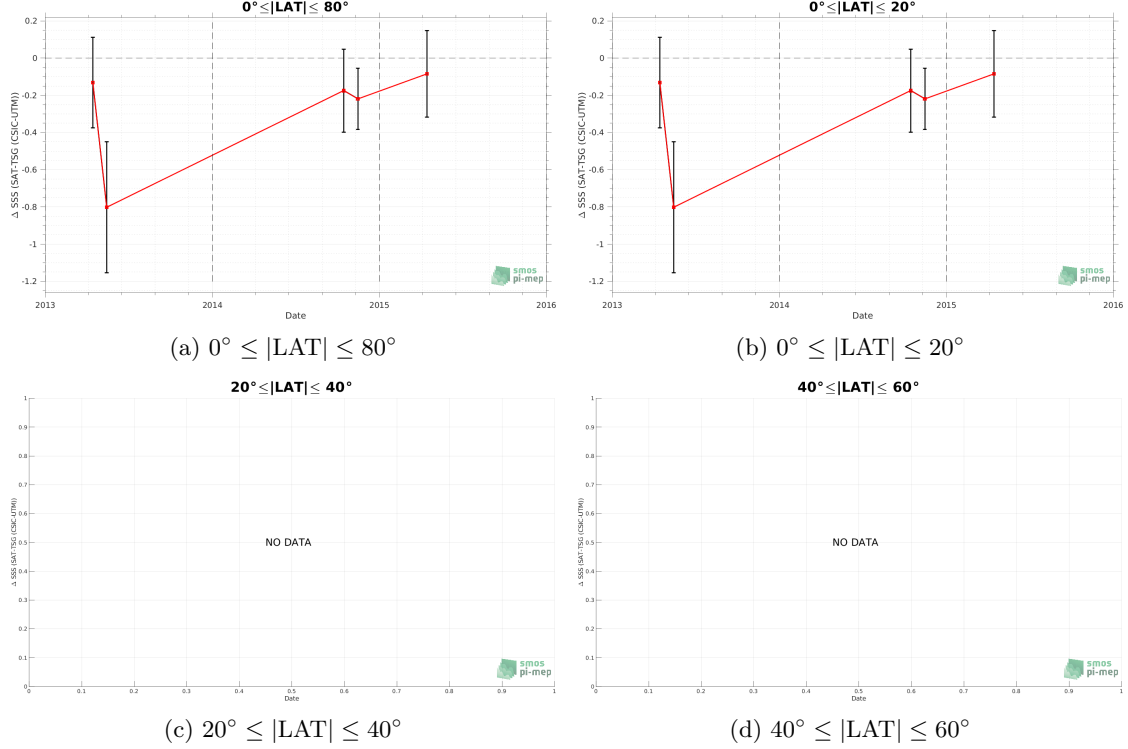 0°≤|LAT|≤ 80°
0.2
0
-0.2
-0.4
-0.6
-0.8
-1
-1.2
Δ SSS (SAT-TSG (CSIC-UTM))
2013
2014
2015
2016
Date
smos
pi-mep
(a) 0° ≤ |LAT| ≤ 80°
0°≤|LAT|≤ 20°
0.2
0
-0.2
-0.4
-0.6
-0.8
-1
-1.2
Δ SSS (SAT-TSG (CSIC-UTM))
2013
2014
2015
2016
Date
smos
pi-mep
(b) 0° ≤ |LAT| ≤ 20°
20°≤|LAT|≤ 40°
1
0.9
0.8
0.7
0.6
0.5
0.4
0.3
0.2
0.1
0
Δ SSS (SAT-TSG (CSIC-UTM))
NO DATA
0
0.1
0.2
0.3
0.4
0.5
0.6
0.7
0.8
0.9
1
Date
smos
pi-mep
(c) 20° ≤ |LAT| ≤ 40°
40°≤|LAT|≤ 60°
1
0.9
0.8
0.7
0.6
0.5
0.4
0.3
0.2
0.1
0
Δ SSS (SAT-TSG (CSIC-UTM))
NO DATA
0
0.1
0.2
0.3
0.4
0.5
0.6
0.7
0.8
0.9
1
Date
smos
pi-mep
(d) 40° ≤ |LAT| ≤ 60°